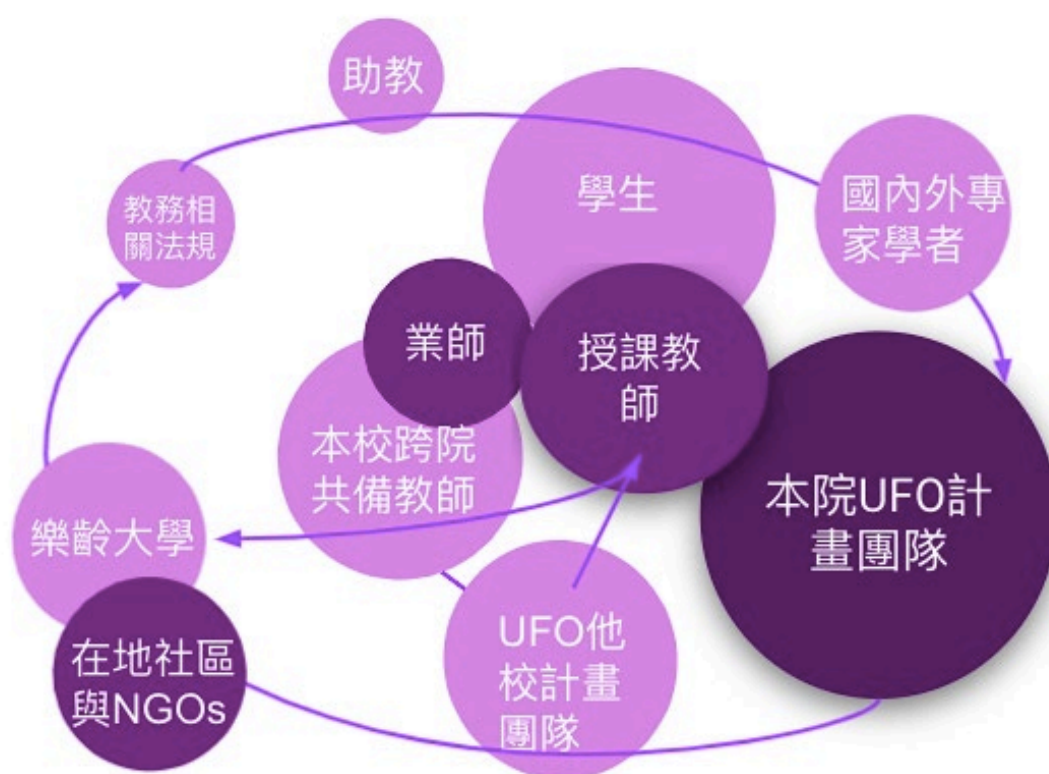 助教
學生
國內外專
家學者
教務相
關法規
業師
授課教
師
本校跨院
共備教師
本院UFO計
畫團隊
樂齡大學
UFO他
校計畫
團隊
在地社區
與NGOs